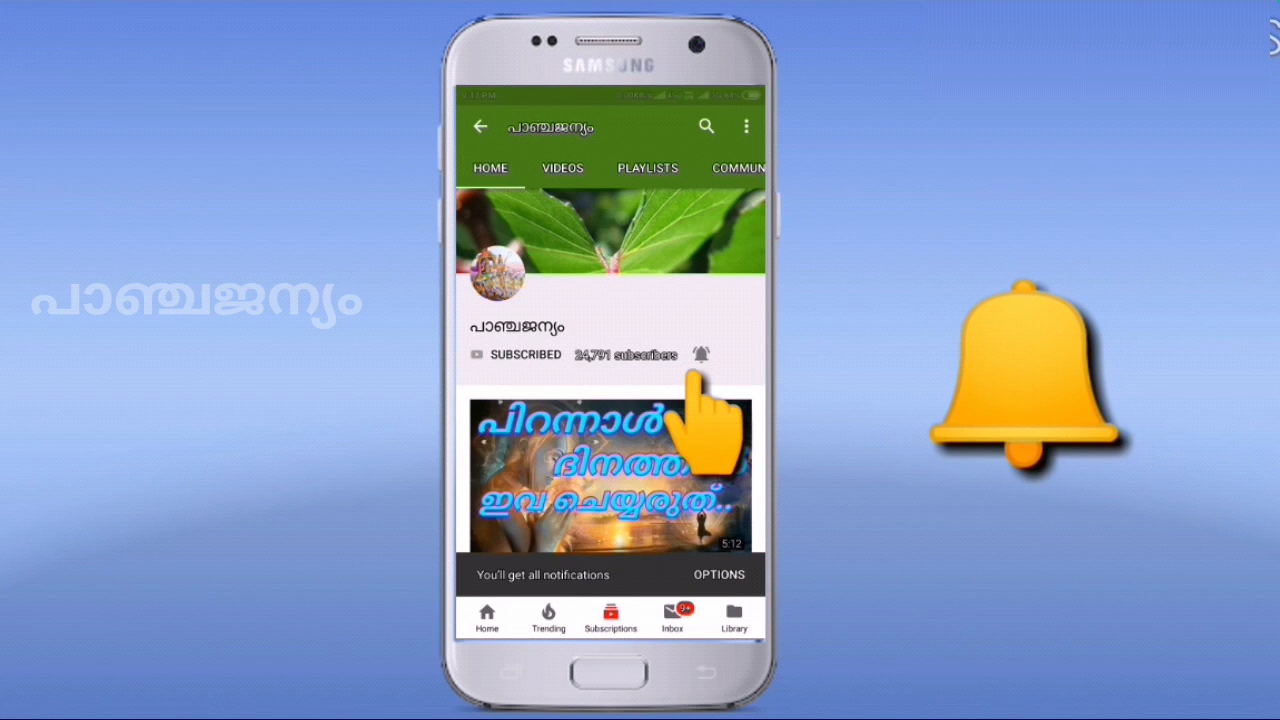 SAMSUNG
പാഞ്ചജന്യം
HOME VIDEOS PLAYLISTS COMMUN
പാഞ്ചജന്യം
പാഞ്ചജന്യം
SUBSCRIBED 24,791 subscribers
പിറന്നാൾ
ഇവ ചെയ്യരുത്..
5:12
You'll get all notifications OPTIONS
9+
Home Trending Subscriptions Inbox Library